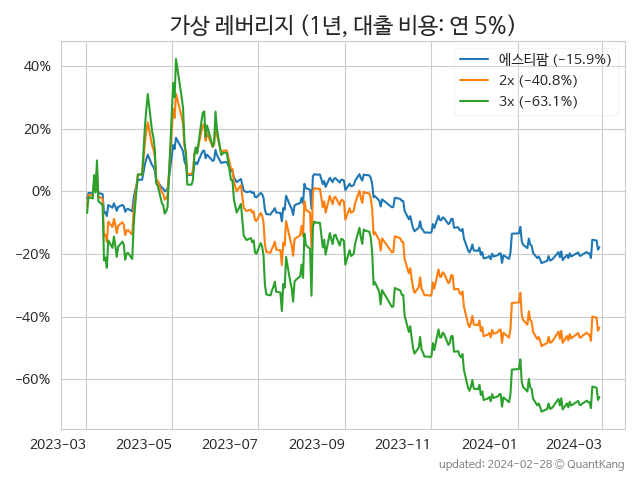 가상 레버리지 (1년, 대출 비용: 연 5%)
에스티팜 (-15.9%)
2x (-40.8%)
3x (-63.1%)
40%
20%
0%
-20%
-40%
-60%
2023-03 2023-05 2023-07 2023-09 2023-11 2024-01 2024-03
updated: 2024-02-28 © QuantKang